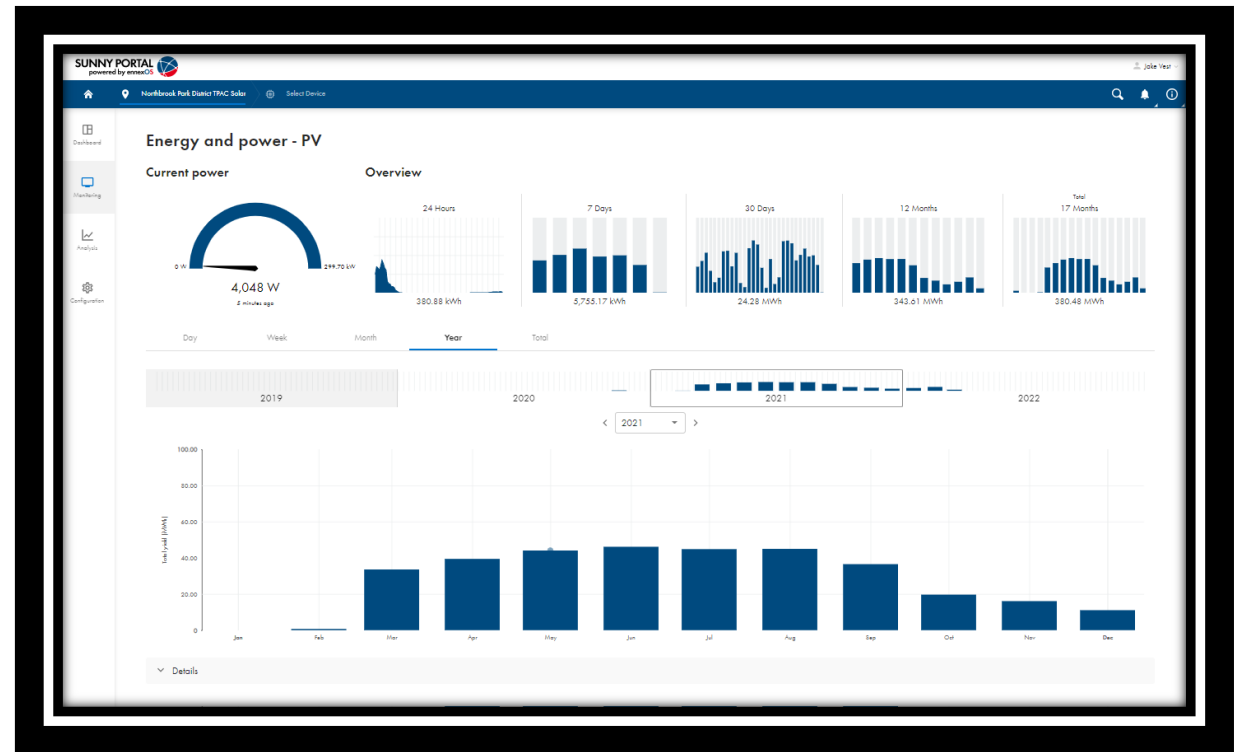 SUNNY PORTAL
powered by ennexOS
Jake Vest
Northbrook Park District TPAC Solar
Select Device
Dashboard
Monitoring
Analysis
Configuration
Energy and power - PV
Current power
Overview
0 W
299.70 kW
4,048 W
5 minutes ago
24 Hours
380.88 kWh
7 Days
5,755.17 kWh
30 Days
24.28 MWh
12 Months
343.61 MWh
Total
17 Months
380.48 MWh
Day Week Month Year Total
2019 2020 2021 2022
2021
Total yield [MWh]
100.00
80.00
60.00
40.00
20.00
0
Jan Feb Mar Apr May Jun Jul Aug Sep Oct Nov Dec
Details